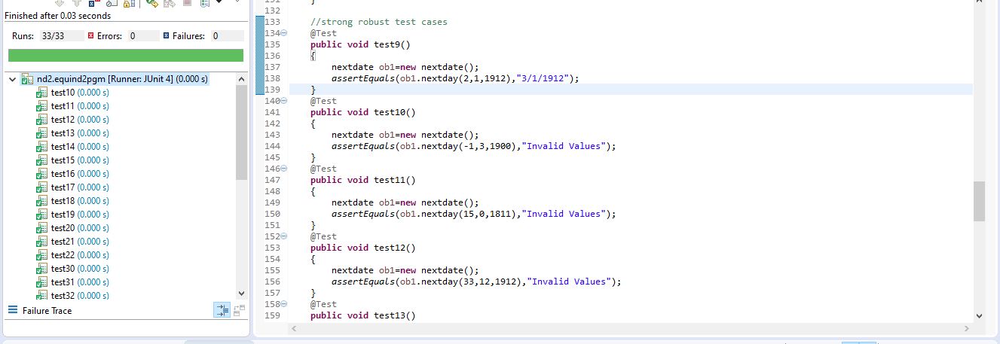 Finished after 0.03 seconds
Runs: 33/33 Errors: 0 Failures: 0
nd2.equind2pgm [Runner: JUnit 4] (0.000 s)
test10 (0.000 s)
test11 (0.000 s)
test12 (0.000 s)
test13 (0.000 s)
test14 (0.000 s)
test15 (0.000 s)
test16 (0.000 s)
test17 (0.000 s)
test18 (0.000 s)
test19 (0.000 s)
test20 (0.000 s)
test21 (0.000 s)
test22 (0.000 s)
test30 (0.000 s)
test31 (0.000 s)
test32 (0.000 s)
Failure Trace
131 }
132
133 //strong robust test cases
134 @Test
135 public void test9()
136 {
137 nextdate ob1=new nextdate();
138 assertEquals(ob1.nextday(2,1,1912),"3/1/1912");
139 }
140 @Test
141 public void test10()
142 {
143 nextdate ob1=new nextdate();
144 assertEquals(ob1.nextday(-1,3,1900),"Invalid Values");
145 }
146 @Test
147 public void test11()
148 {
149 nextdate ob1=new nextdate();
150 assertEquals(ob1.nextday(15,0,1811),"Invalid Values");
151 }
152 @Test
153 public void test12()
154 {
155 nextdate ob1=new nextdate();
156 assertEquals(ob1.nextday(33,12,1912),"Invalid Values");
157 }
158 @Test
159 public void test13()